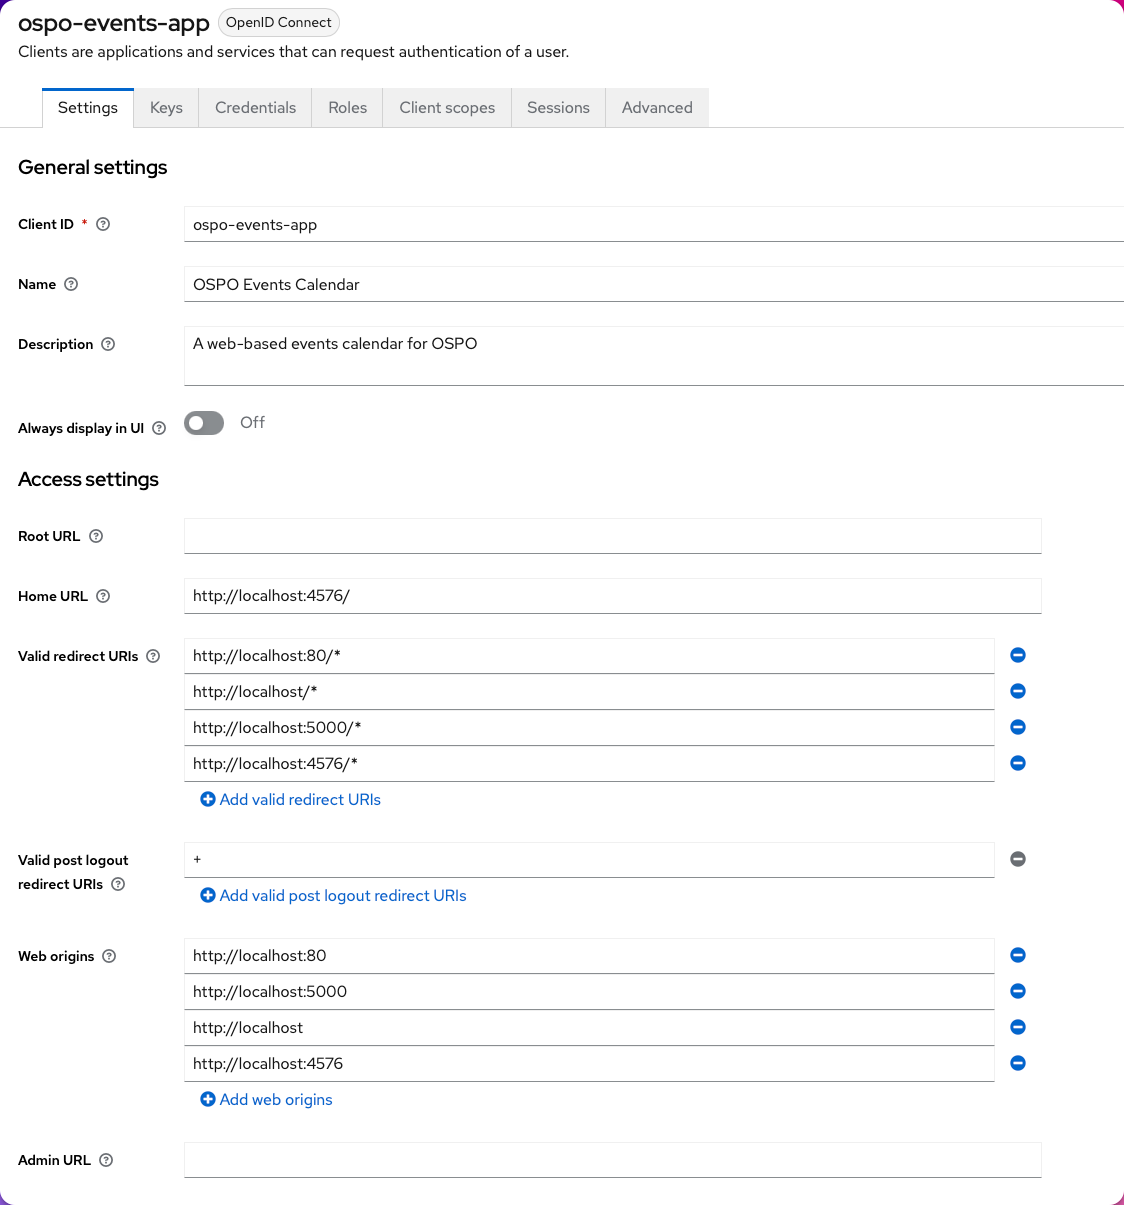 ospo-events-app OpenID Connect
Clients are applications and services that can request authentication of a user.
Settings Keys Credentials Roles Client scopes Sessions Advanced
General settings
Client ID * ospo-events-app
Name OSPO Events Calendar
Description A web-based events calendar for OSPO
Always display in UI Off
Access settings
Root URL
Home URL http://localhost:4576/
Valid redirect URIs http://localhost:80/*
http://localhost/*
http://localhost:5000/*
http://localhost:4576/*
Add valid redirect URIs
Valid post logout redirect URIs +
Add valid post logout redirect URIs
Web origins http://localhost:80
http://localhost:5000
http://localhost
http://localhost:4576
Add web origins
Admin URL